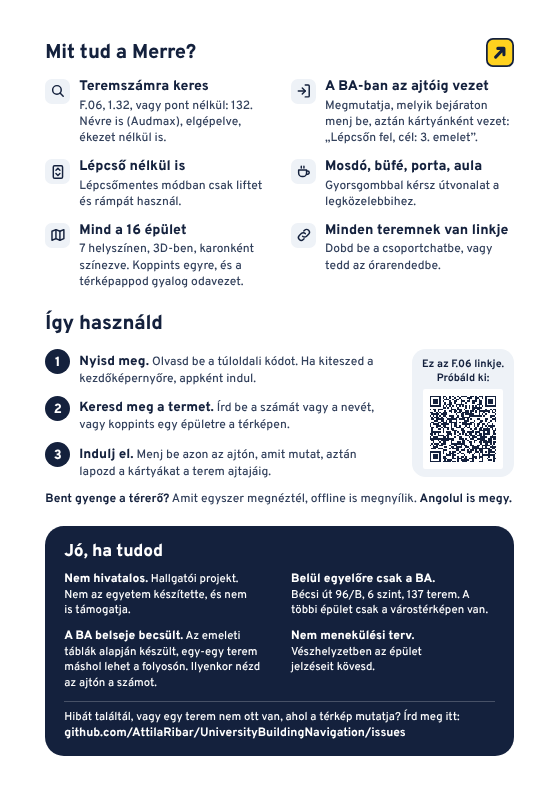 Mit tud a Merre?
Teremszámra keres
F.06, 1.32, vagy pont nélkül: 132.
Névre is (Audmax), elgépelve,
ékezet nélkül is.
A BA-ban az ajtóig vezet
Megmutatja, melyik bejáraton
menj be, aztán kártyánként vezet:
„Lépcsőn fel, cél: 3. emelet”.
Lépcső nélkül is
Lépcsőmentes módban csak liftet
és rámpát használ.
Mosdó, büfé, porta, aula
Gyorsgombbal kérsz útvonalat a
legközelebbihez.
Mind a 16 épület
7 helyszínen, 3D-ben, karonként
színezve. Koppints egyre, és a
térképappod gyalog odavezet.
Minden teremnek van linkje
Dobd be a csoportchatbe, vagy
tedd az órarendedbe.
Így használd
1 Nyisd meg. Olvasd be a túloldali kódot. Ha kiteszed a
kezdőképernyőre, appként indul.
2 Keresd meg a termet. Írd be a számát vagy a nevét,
vagy koppints egy épületre a térképen.
3 Indulj el. Menj be azon az ajtón, amit mutat, aztán
lapozd a kártyákat a terem ajtajáig.
Ez az F.06 linkje.
Próbáld ki:
Bent gyenge a térerő? Amit egyszer megnéztél, offline is megnyílik. Angolul is megy.
Jó, ha tudod
Nem hivatalos. Hallgatói projekt.
Nem az egyetem készítette, és nem
is támogatja.
Belül egyelőre csak a BA.
Bécsi út 96/B, 6 szint, 137 terem. A
többi épület csak a várostérképen van.
A BA belseje becsült. Az emeleti
táblák alapján készült, egy-egy terem
máshol lehet a folyosón. Ilyenkor nézd
az ajtón a számot.
Nem menekülési terv.
Vészhelyzetben az épület
jelzéseit kövesd.
Hibát találtál, vagy egy terem nem ott van, ahol a térkép mutatja? Írd meg itt:
github.com/AttilaRibar/UniversityBuildingNavigation/issues